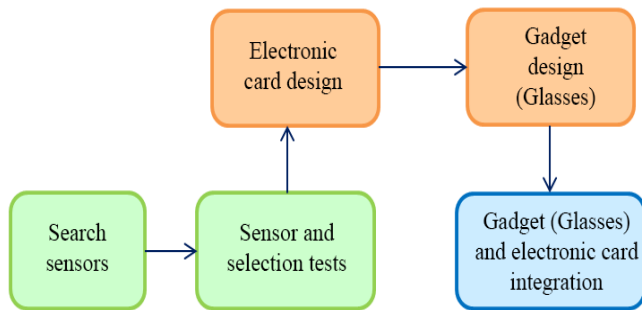 Search
sensors
Sensor and
selection tests
Electronic
card design
Gadget
design
(Glasses)
Gadget (Glasses)
and electronic card
integration